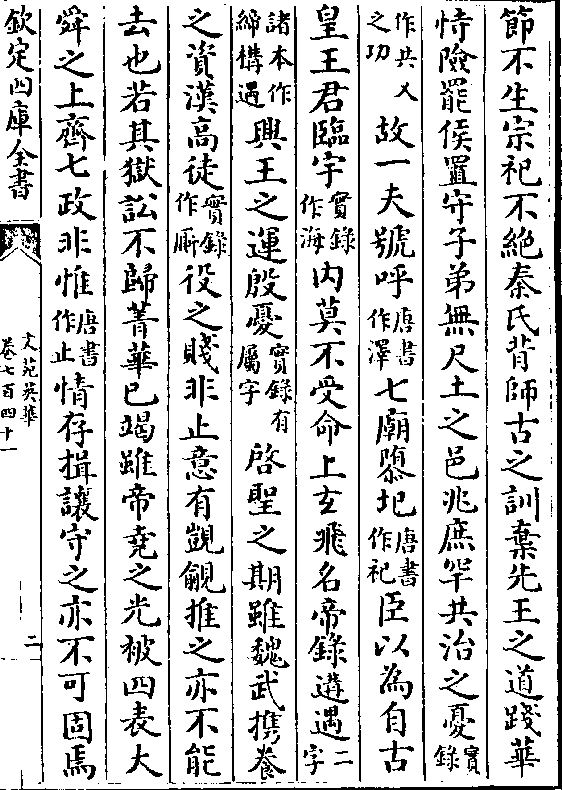 節不生宗祀不絶秦氏背師古之訓棄先王之道踐華
恃險罷侯置守子弟無尺土之邑兆庶罕共治之憂實錄
作共乂之功故一夫號呼唐書作澤七廟隳圮唐書作祀臣以為自古
皇王君臨宇實錄作海内莫不受命上𤣥飛名帝錄遘遇二字
諸本作締構遇興王之運殷憂實錄有屬字啓聖之期雖魏武攜養
之資漢髙徒實錄作厮役之賤非止意有覬覦推之亦不能
去也若其獄訟不歸菁華已竭雖帝堯之光被四表大
舜之上齊七政非惟唐書作止情存揖讓守之亦不可固焉
欽定四庫全書
文苑英華
卷七百四十一
二